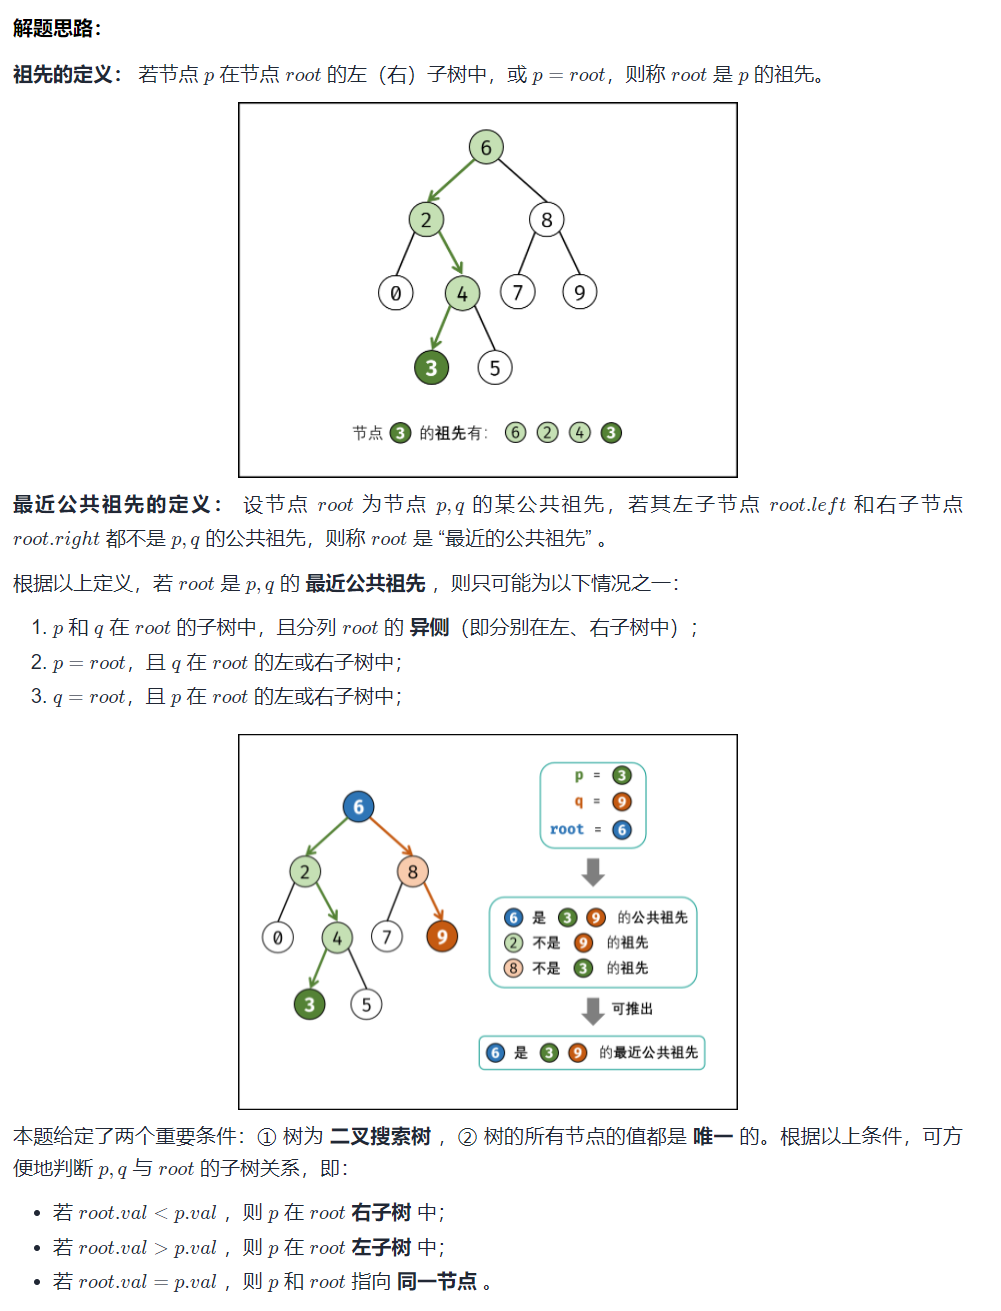 解题思路：
祖先的定义： 若节点 p 在节点 root 的左（右）子树中，或 p = root，则称 root 是 p 的祖先。
6
2
8
0
4
7
9
3
5
节点 3 的祖先有： 6 2 4 3
最近公共祖先的定义： 设节点 root 为节点 p, q 的某公共祖先，若其左子节点 root.left 和右子节点
root.right 都不是 p, q 的公共祖先，则称 root 是 “最近的公共祖先” 。
根据以上定义，若 root 是 p, q 的 最近公共祖先 ，则只可能为以下情况之一：
1. p 和 q 在 root 的子树中，且分列 root 的 异侧（即分别在左、右子树中）；
2. p = root，且 q 在 root 的左或右子树中；
3. q = root，且 p 在 root 的左或右子树中；
6
2
8
0
4
7
9
3
5
p = 3
q = 9
root = 6
6 是 3 9 的公共祖先
2 不是 9 的祖先
8 不是 3 的祖先
可推出
6 是 3 9 的最近公共祖先
本题给定了两个重要条件：① 树为 二叉搜索树 ，② 树的所有节点的值都是 唯一 的。根据以上条件，可方
便地判断 p, q 与 root 的子树关系，即：
• 若 root.val < p.val ，则 p 在 root 右子树 中；
• 若 root.val > p.val ，则 p 在 root 左子树 中；
• 若 root.val = p.val ，则 p 和 root 指向 同一节点 。